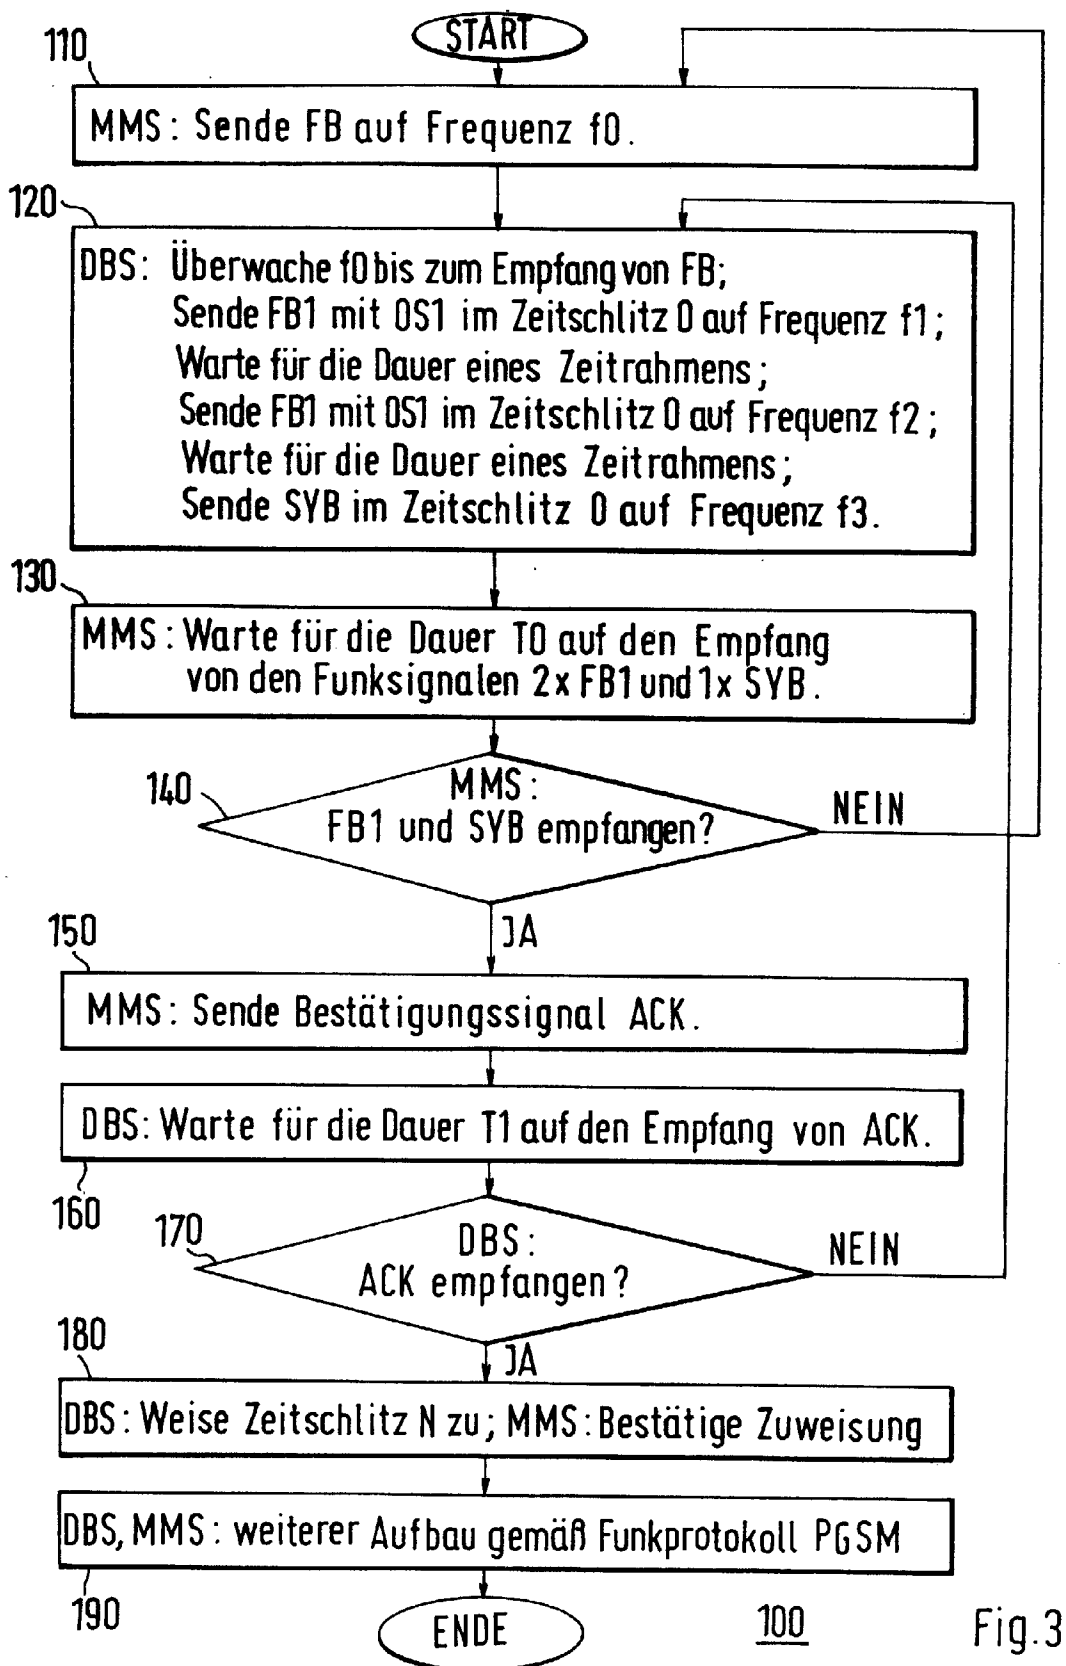 START
110
MMS: Sende FB auf Frequenz f0.
120
DBS: Überwache f0 bis zum Empfang von FB;
Sende FB1 mit OS1 im Zeitschlitz 0 auf Frequenz f1;
Warte für die Dauer eines Zeitrahmens;
Sende FB1 mit OS1 im Zeitschlitz 0 auf Frequenz f2;
Warte für die Dauer eines Zeitrahmens;
Sende SYB im Zeitschlitz 0 auf Frequenz f3.
130
MMS: Warte für die Dauer T0 auf den Empfang
von den Funksignalen 2x FB1 und 1x SYB.
140
MMS:
FB1 und SYB empfangen?
NEIN
JA
150
MMS: Sende Bestätigungssignal ACK.
DBS: Warte für die Dauer T1 auf den Empfang von ACK.
160
170
DBS:
ACK empfangen?
NEIN
JA
180
DBS: Weise Zeitschlitz N zu; MMS: Bestätige Zuweisung
DBS, MMS: weiterer Aufbau gemäß Funkprotokoll PGSM
190
ENDE
100
Fig.3